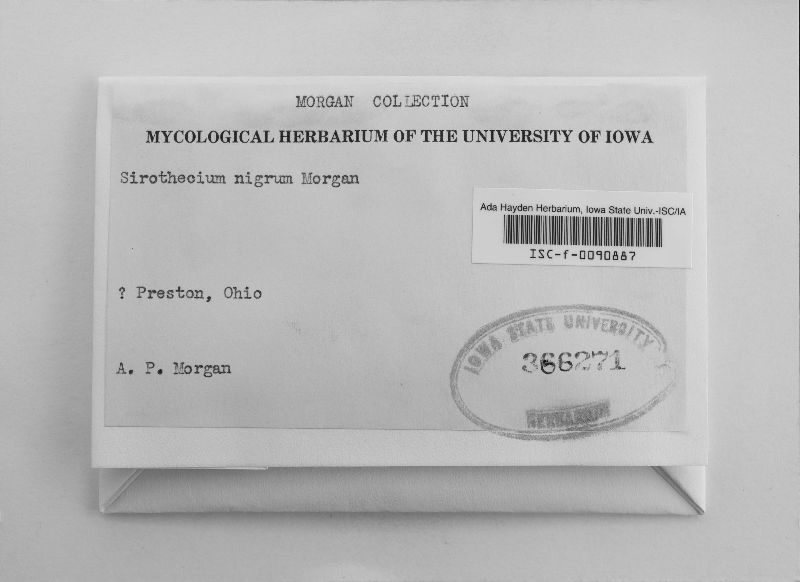 MORGAN COLLECTION
MYCOLOGICAL HERBARIUM OF THE UNIVERSITY OF IOWA
Sirothecium nigrum Morgan
Ada Hayden Herbarium, Iowa State Univ.-ISC/IA
ISC-f-0090887
? Preston, Ohio
IOWA STATE UNIVERSITY
366271
HERBARIUM
A. P. Morgan